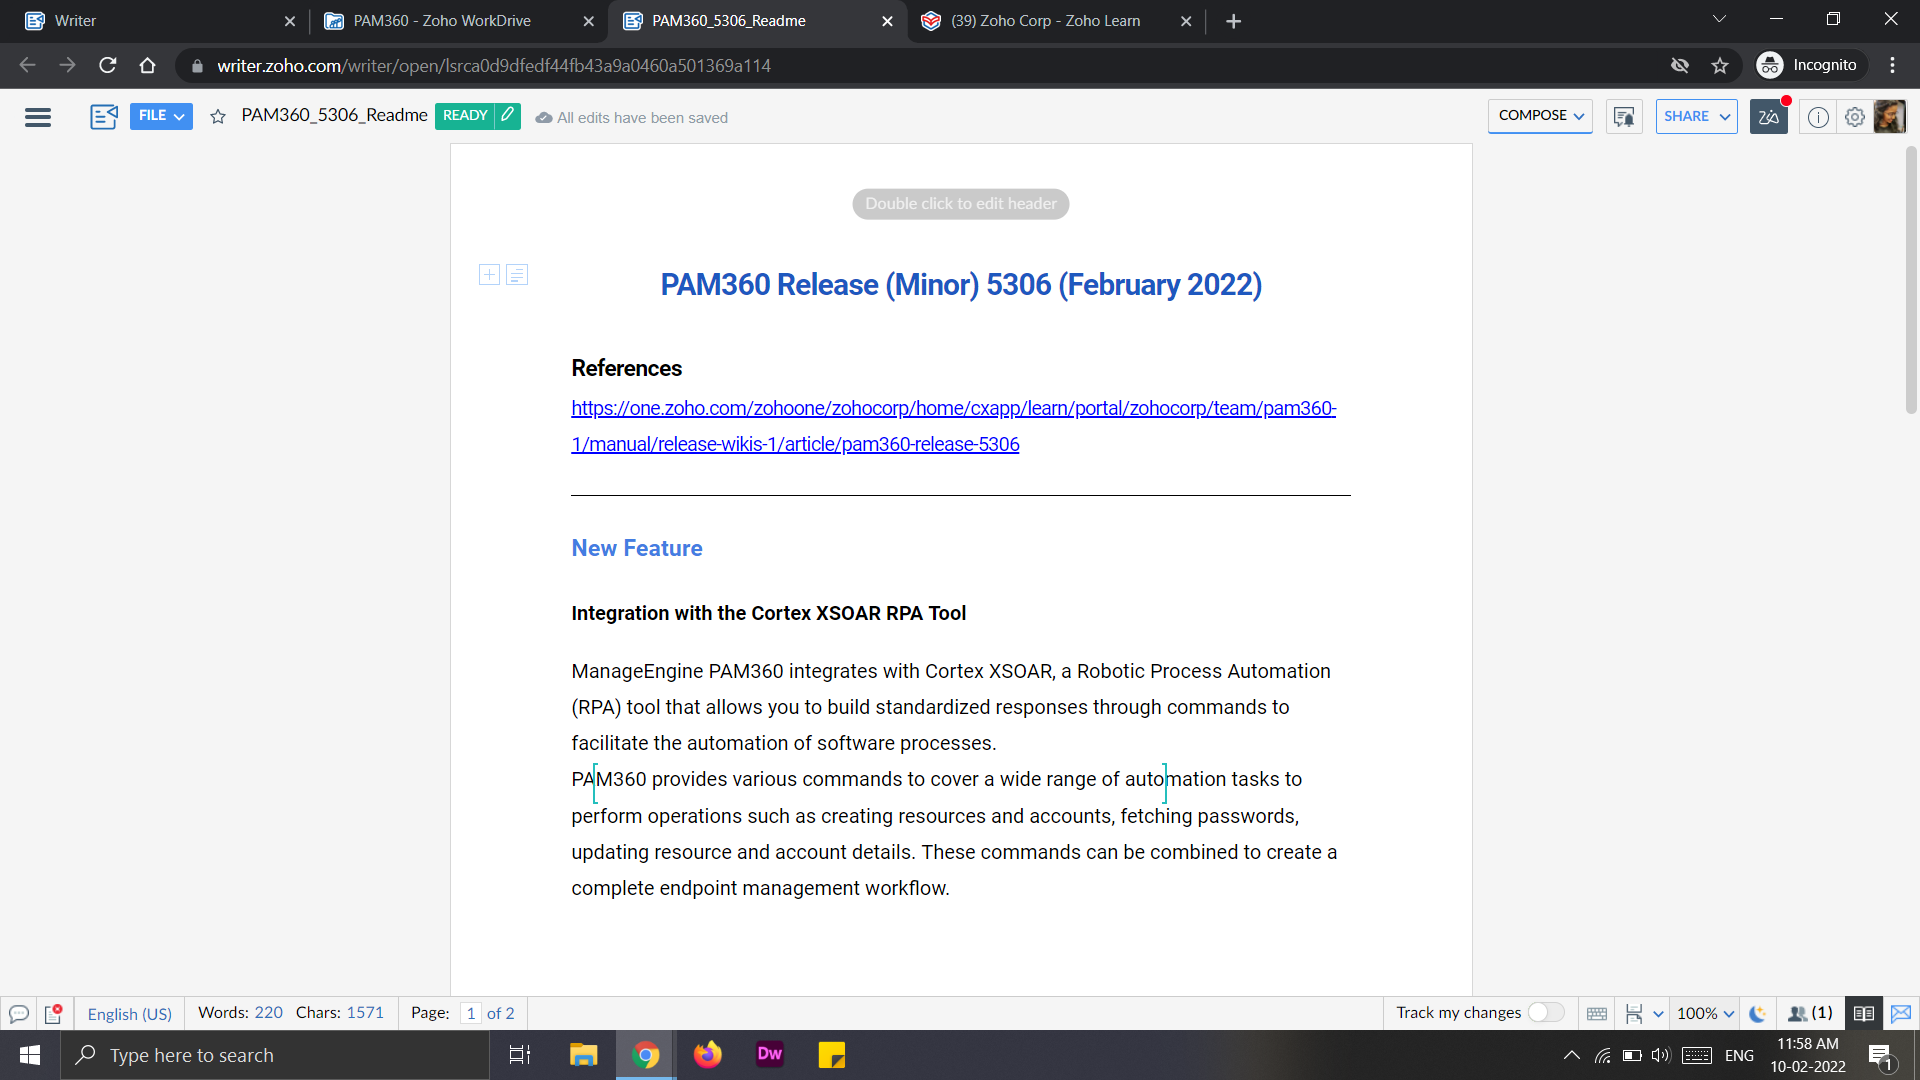 Writer
PAM360 - Zoho WorkDrive
PAM360_5306_Readme
(39) Zoho Corp - Zoho Learn
writer.zoho.com/writer/open/lsrca0d9dfedf44fb43a9a0460a501369a114
Incognito
FILE
PAM360_5306_Readme
READY
All edits have been saved
COMPOSE
SHARE
Double click to edit header
PAM360 Release (Minor) 5306 (February 2022)
References
https://one.zoho.com/zohoone/zohocorp/home/cxapp/learn/portal/zohocorp/team/pam360-
1/manual/release-wikis-1/article/pam360-release-5306
New Feature
Integration with the Cortex XSOAR RPA Tool
ManageEngine PAM360 integrates with Cortex XSOAR, a Robotic Process Automation
(RPA) tool that allows you to build standardized responses through commands to
facilitate the automation of software processes.
PAM360 provides various commands to cover a wide range of automation tasks to
perform operations such as creating resources and accounts, fetching passwords,
updating resource and account details. These commands can be combined to create a
complete endpoint management workflow.
English (US)
Words: 220 Chars: 1571
Page: 1 of 2
Track my changes
100%
(1)
Type here to search
Dw
ENG
11:58 AM
10-02-2022
1